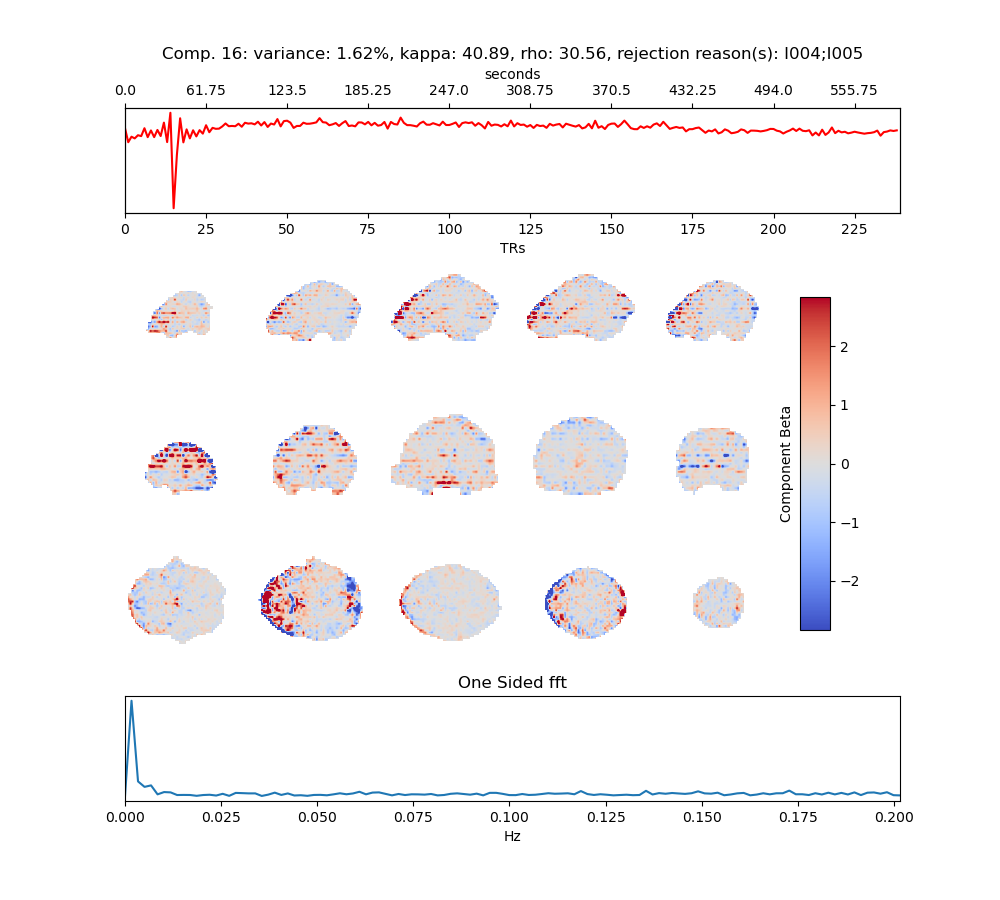 Comp. 16: variance: 1.62%, kappa: 40.89, rho: 30.56, rejection reason(s): I004;I005
seconds
0.0 61.75 123.5 185.25 247.0 308.75 370.5 432.25 494.0 555.75
0 25 50 75 100 125 150 175 200 225
TRs
Component Beta
2
1
0
−1
−2
One Sided fft
0.000 0.025 0.050 0.075 0.100 0.125 0.150 0.175 0.200
Hz